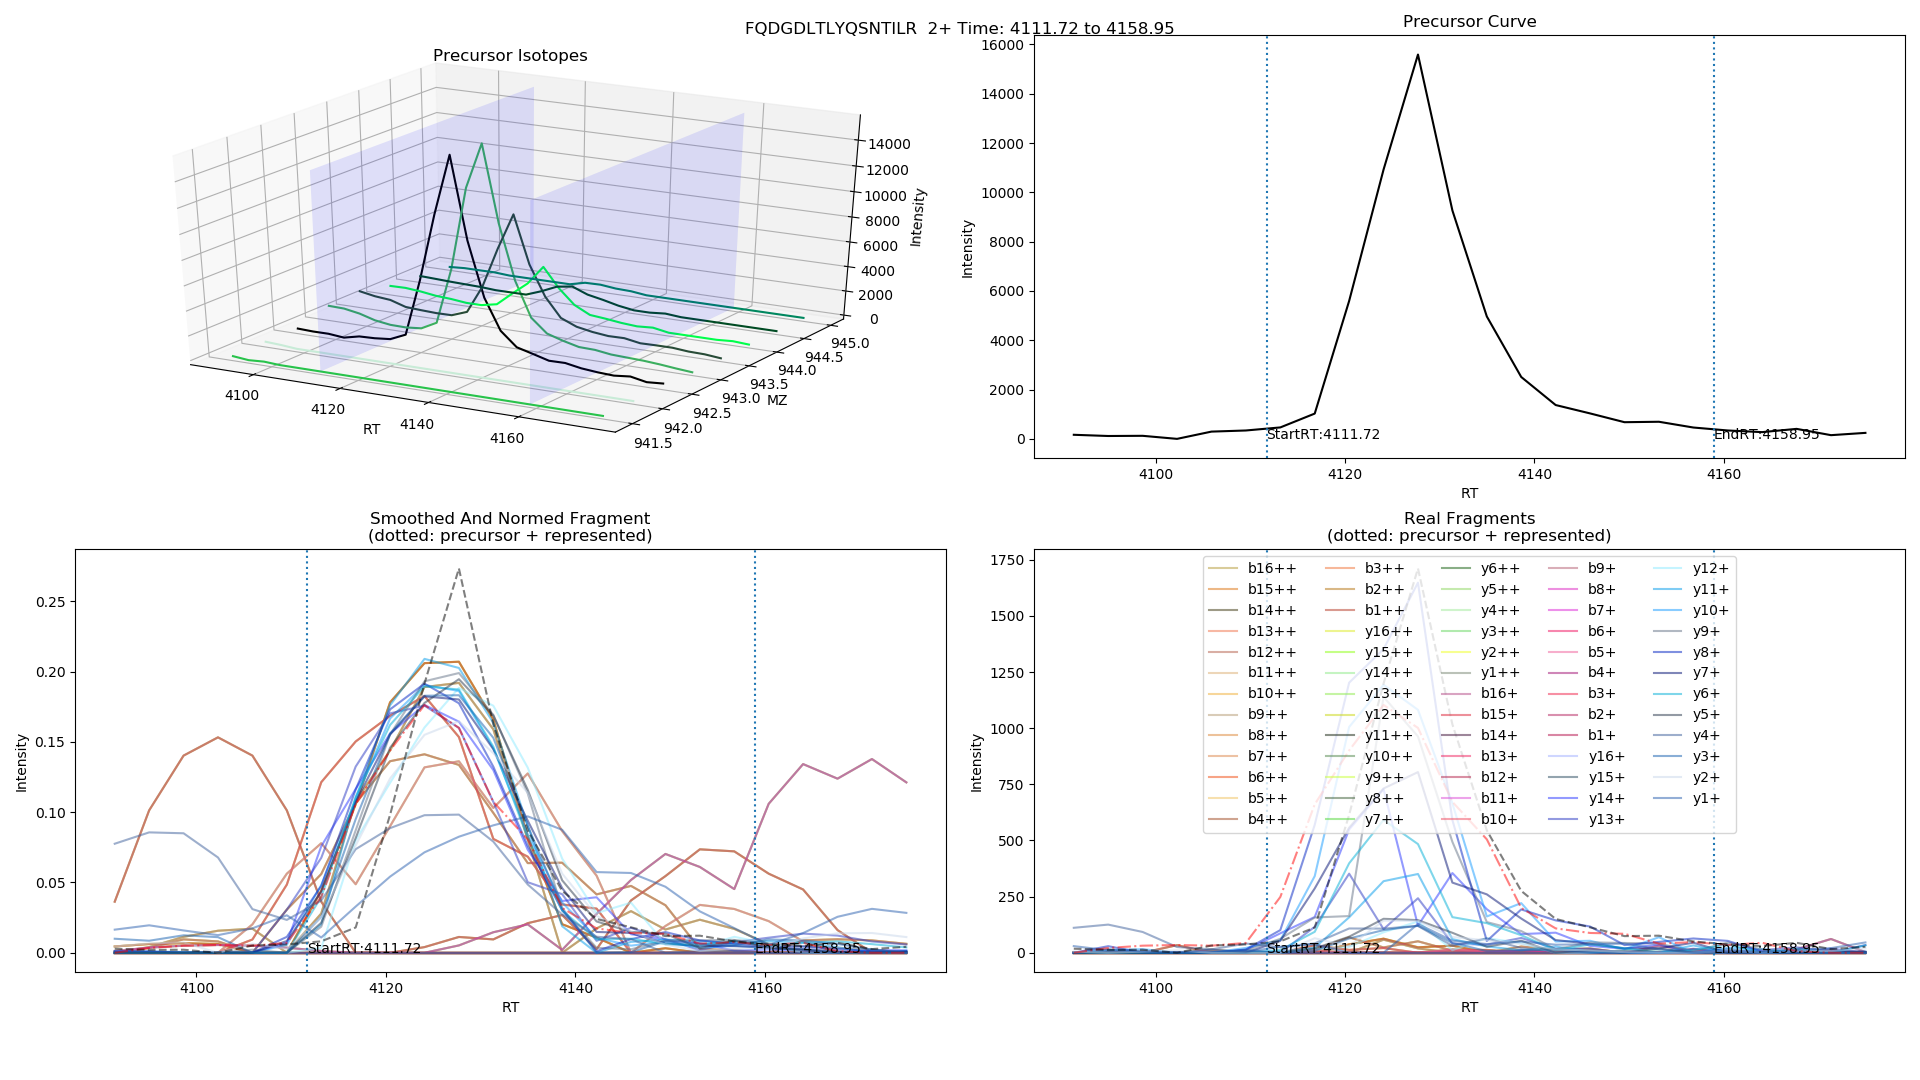 FQDGDLTLYQSNTILR  2+ Time: 4111.72 to 4158.95
Precursor Isotopes
14000
12000
10000
8000
6000
4000
2000
0
Intensity
945.0
944.5
944.0
943.5
943.0
942.5
942.0
941.5
MZ
4100
4120
4140
4160
RT
Precursor Curve
16000
14000
12000
10000
8000
6000
4000
2000
0
Intensity
StartRT:4111.72
EndRT:4158.95
4100 4120 4140 4160
RT
Smoothed And Normed Fragment
(dotted: precursor + represented)
0.25
0.20
0.15
0.10
0.05
0.00
Intensity
StartRT:4111.72
EndRT:4158.95
4100 4120 4140 4160
RT
Real Fragments
(dotted: precursor + represented)
1750
1500
1250
1000
750
500
250
0
Intensity
b16++ b3++ y6++ b9+ y12+
b15++ b2++ y5++ b8+ y11+
b14++ b1++ y4++ b7+ y10+
b13++ y16++ y3++ b6+ y9+
b12++ y15++ y2++ b5+ y8+
b11++ y14++ y1++ b4+ y7+
b10++ y13++ b16+ b3+ y6+
b9++ y12++ b15+ b2+ y5+
b8++ y11++ b14+ b1+ y4+
b7++ y10++ b13+ y16+ y3+
b6++ y9++ b12+ y15+ y2+
b5++ y8++ b11+ y14+ y1+
b4++ y7++ b10+ y13+
StartRT:4111.72
EndRT:4158.95
4100 4120 4140 4160
RT